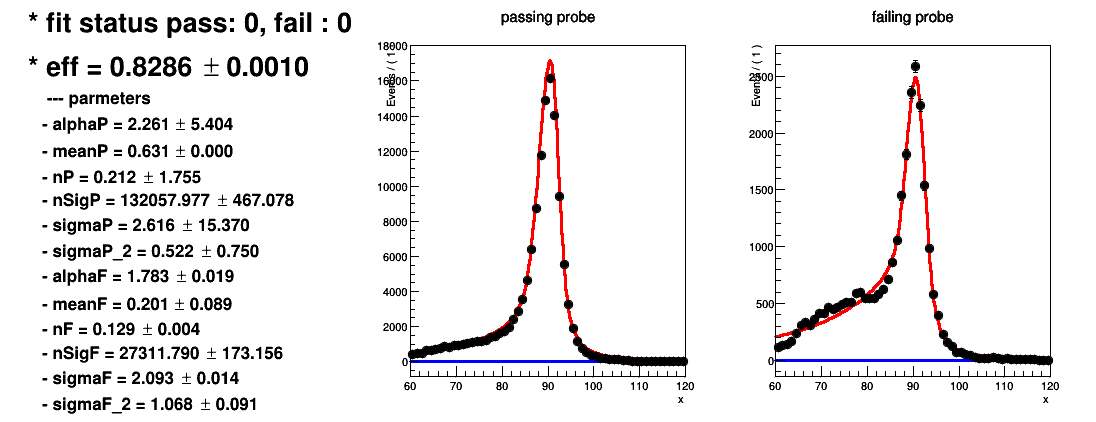 * fit status pass: 0, fail : 0
* eff = 0.8286 ± 0.0010
--- parmeters
- alphaP = 2.261 ± 5.404
- meanP = 0.631 ± 0.000
- nP = 0.212 ± 1.755
- nSigP = 132057.977 ± 467.078
- sigmaP = 2.616 ± 15.370
- sigmaP_2 = 0.522 ± 0.750
- alphaF = 1.783 ± 0.019
- meanF = 0.201 ± 0.089
- nF = 0.129 ± 0.004
- nSigF = 27311.790 ± 173.156
- sigmaF = 2.093 ± 0.014
- sigmaF_2 = 1.068 ± 0.091
passing probe
Events / ( 1 )
18000
16000
14000
12000
10000
8000
6000
4000
2000
0
60 70 80 90 100 110 120
x
failing probe
Events / ( 1 )
2500
2000
1500
1000
500
0
60 70 80 90 100 110 120
x